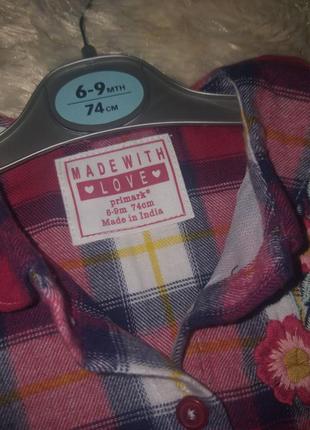 6-9 MTH
74 CM
MADE WITH
LOVE
primark®
6-9m 74cm
Made in India